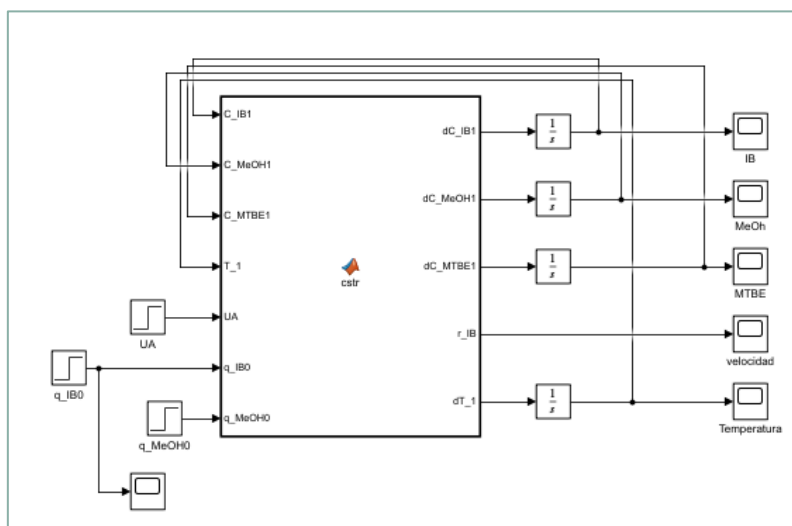 C_IB1
dC_IB1
1/s
IB
C_MeOH1
dC_MeOH1
1/s
MeOh
C_MTBE1
dC_MTBE1
1/s
MTBE
T_1
cstr
UA
UA
r_IB
velocidad
q_IB0
q_IB0
dT_1
1/s
Temperatura
q_MeOH0
q_MeOH0